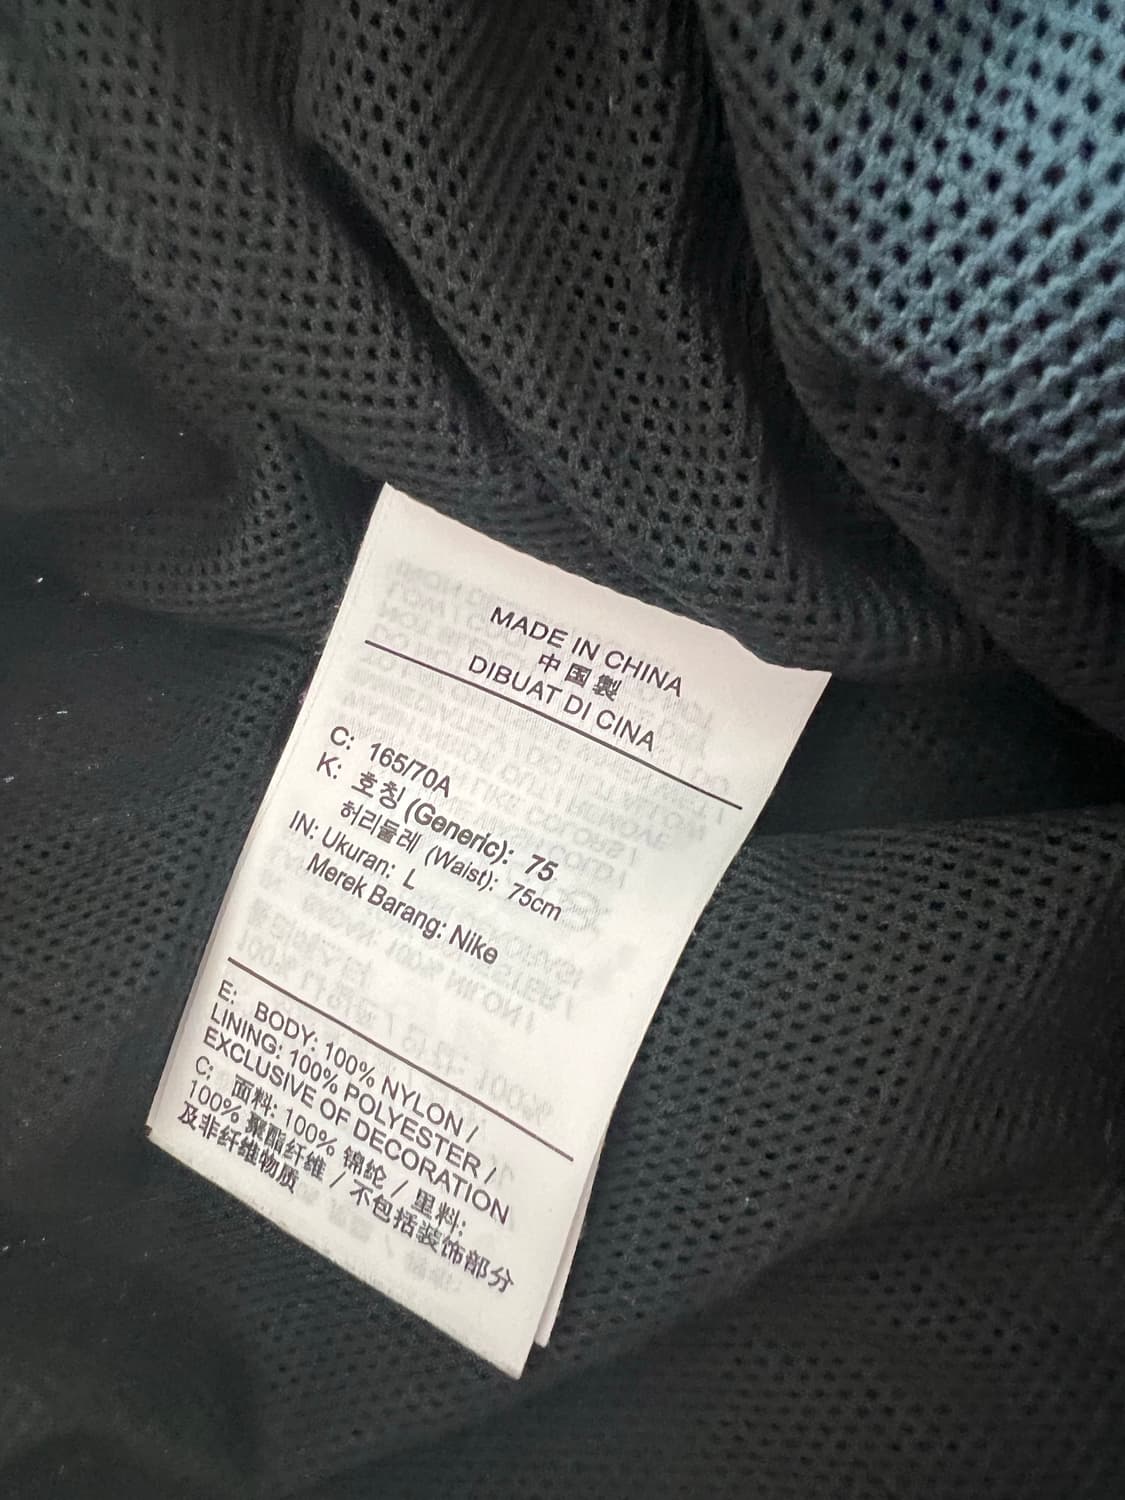 MADE IN CHINA
中国製
DIBUAT DI CINA
C: 165/70A
K: 호칭 (Generic): 75
허리둘레 (Waist): 75cm
IN: Ukuran: L
Merek Barang: Nike
E: BODY: 100% NYLON /
LINING: 100% POLYESTER /
EXCLUSIVE OF DECORATION
C: 面料: 100% 锦纶 / 里料:
100% 聚酯纤维 / 不包括装饰部分
及非纤维物质